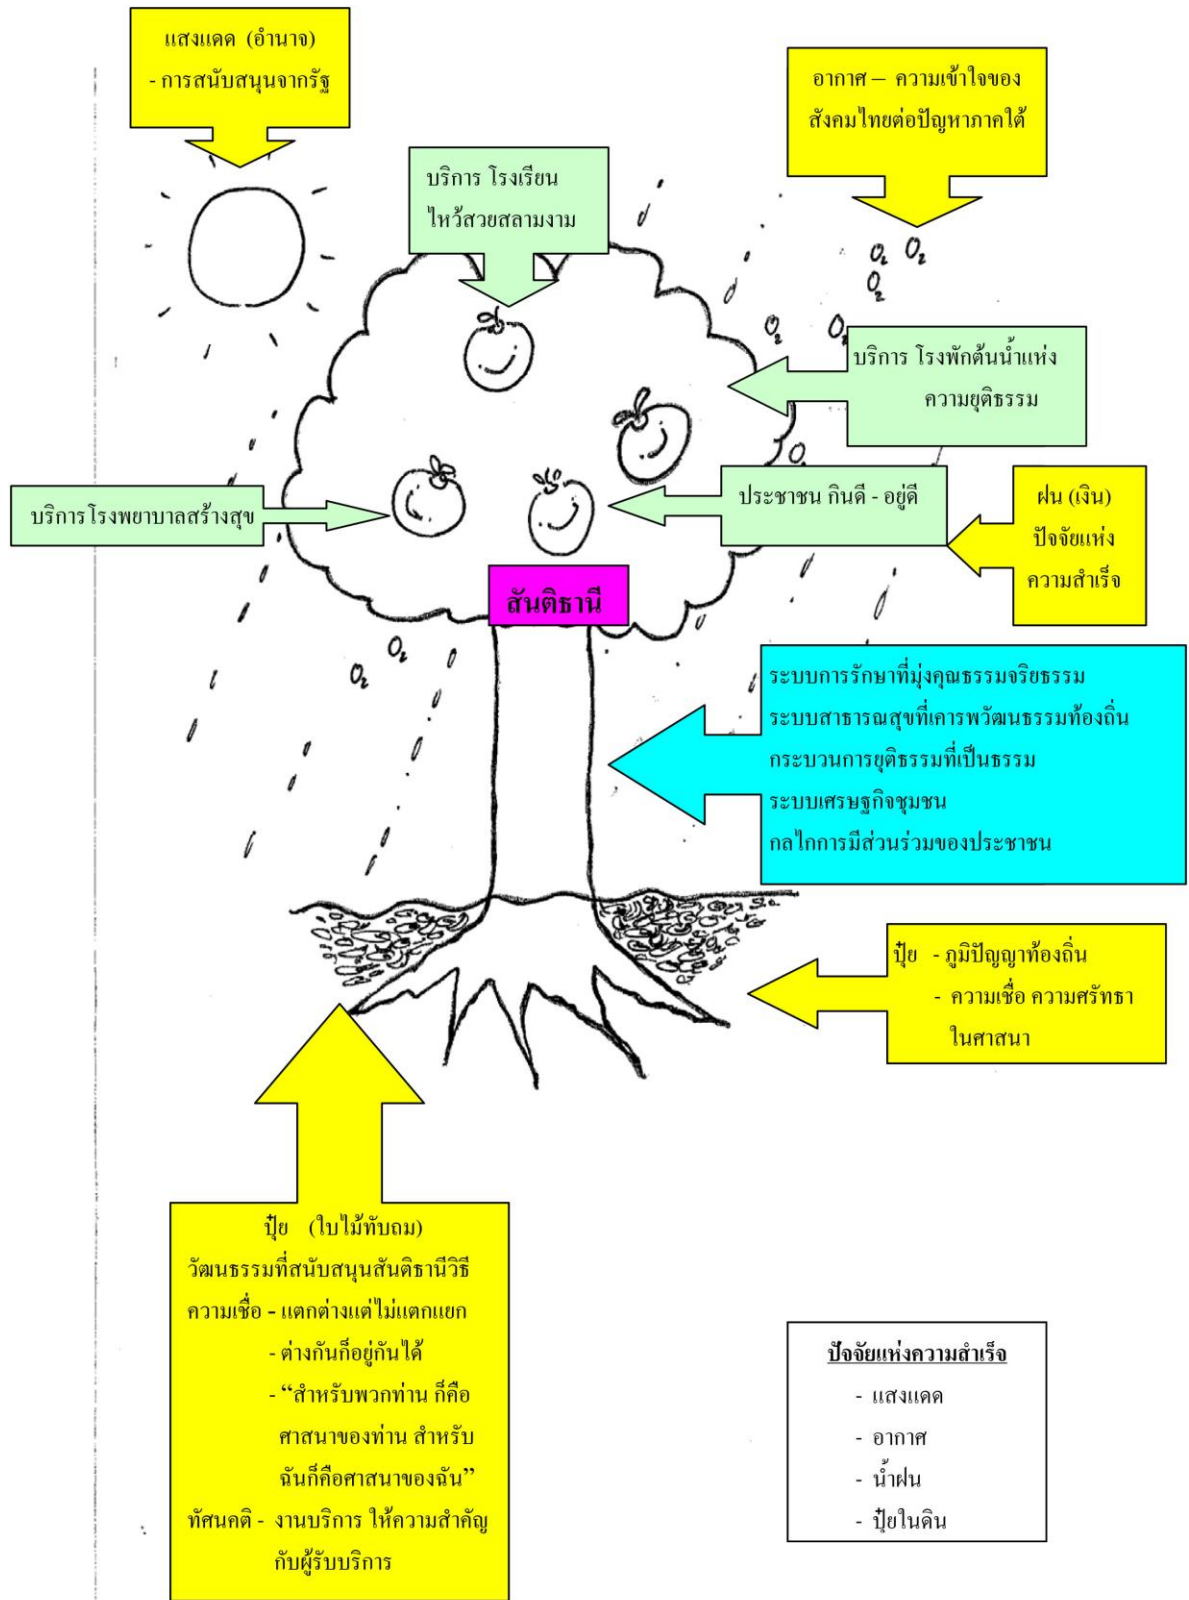 แสงแดด (อำนาจ)
- การสนับสนุนจากรัฐ
อากาศ – ความเข้าใจของ
สังคมไทยต่อปัญหาภาคใต้
บริการ โรงเรียน
ไหว้สวยสลามงาม
O₂ O₂
O₂
O₂ O₂
บริการ โรงพักต้นน้ำแห่ง
ความยุติธรรม
O₂
ประชาชน กินดี - อยู่ดี
ฝน (เงิน)
ปัจจัยแห่ง
ความสำเร็จ
บริการโรงพยาบาลสร้างสุข
สันติธานี
O₂ O₂
ระบบการรักษาที่มุ่งคุณธรรมจริยธรรม
ระบบสาธารณสุขที่เคารพวัฒนธรรมท้องถิ่น
กระบวนการยุติธรรมที่เป็นธรรม
ระบบเศรษฐกิจชุมชน
กลไกการมีส่วนร่วมของประชาชน
ปุ๋ย - ภูมิปัญญาท้องถิ่น
- ความเชื่อ ความศรัทธา
ในศาสนา
ปุ๋ย (ใบไม้ทับถม)
วัฒนธรรมที่สนับสนุนสันติธานีวิธี
ความเชื่อ - แตกต่างแต่ไม่แตกแยก
- ต่างกันก็อยู่กันได้
- “สำหรับพวกท่าน ก็คือ
ศาสนาของท่าน สำหรับ
ฉันก็คือศาสนาของฉัน”
ทัศนคติ - งานบริการ ให้ความสำคัญ
กับผู้รับบริการ
ปัจจัยแห่งความสำเร็จ
- แสงแดด
- อากาศ
- น้ำฝน
- ปุ๋ยในดิน